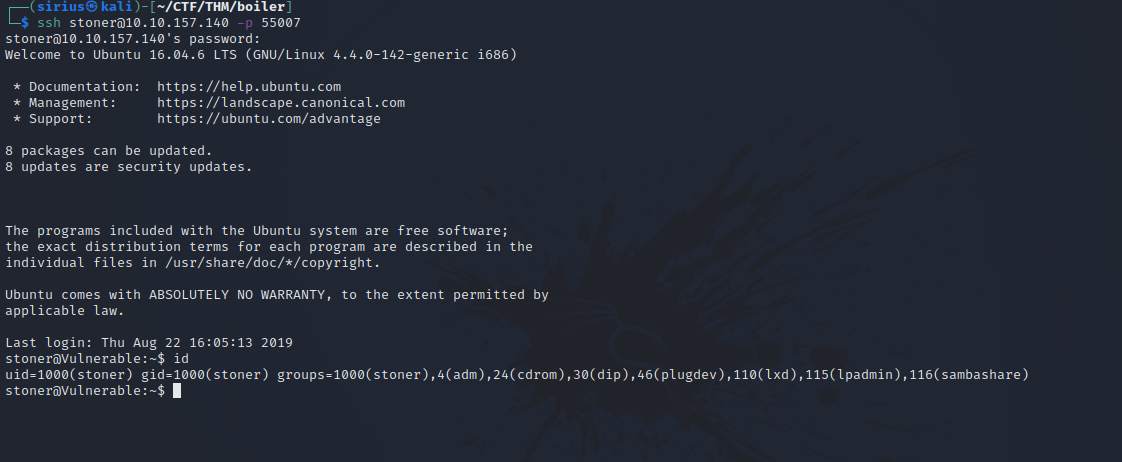 ┌──(sirius㉿kali)-[~/CTF/THM/boiler]
└─$ ssh stoner@10.10.157.140 -p 55007
stoner@10.10.157.140's password:
Welcome to Ubuntu 16.04.6 LTS (GNU/Linux 4.4.0-142-generic i686)
* Documentation:  https://help.ubuntu.com
* Management:     https://landscape.canonical.com
* Support:        https://ubuntu.com/advantage
8 packages can be updated.
8 updates are security updates.
The programs included with the Ubuntu system are free software;
the exact distribution terms for each program are described in the
individual files in /usr/share/doc/*/copyright.
Ubuntu comes with ABSOLUTELY NO WARRANTY, to the extent permitted by
applicable law.
Last login: Thu Aug 22 16:05:13 2019
stoner@Vulnerable:~$ id
uid=1000(stoner) gid=1000(stoner) groups=1000(stoner),4(adm),24(cdrom),30(dip),46(plugdev),110(lxd),115(lpadmin),116(sambashare)
stoner@Vulnerable:~$